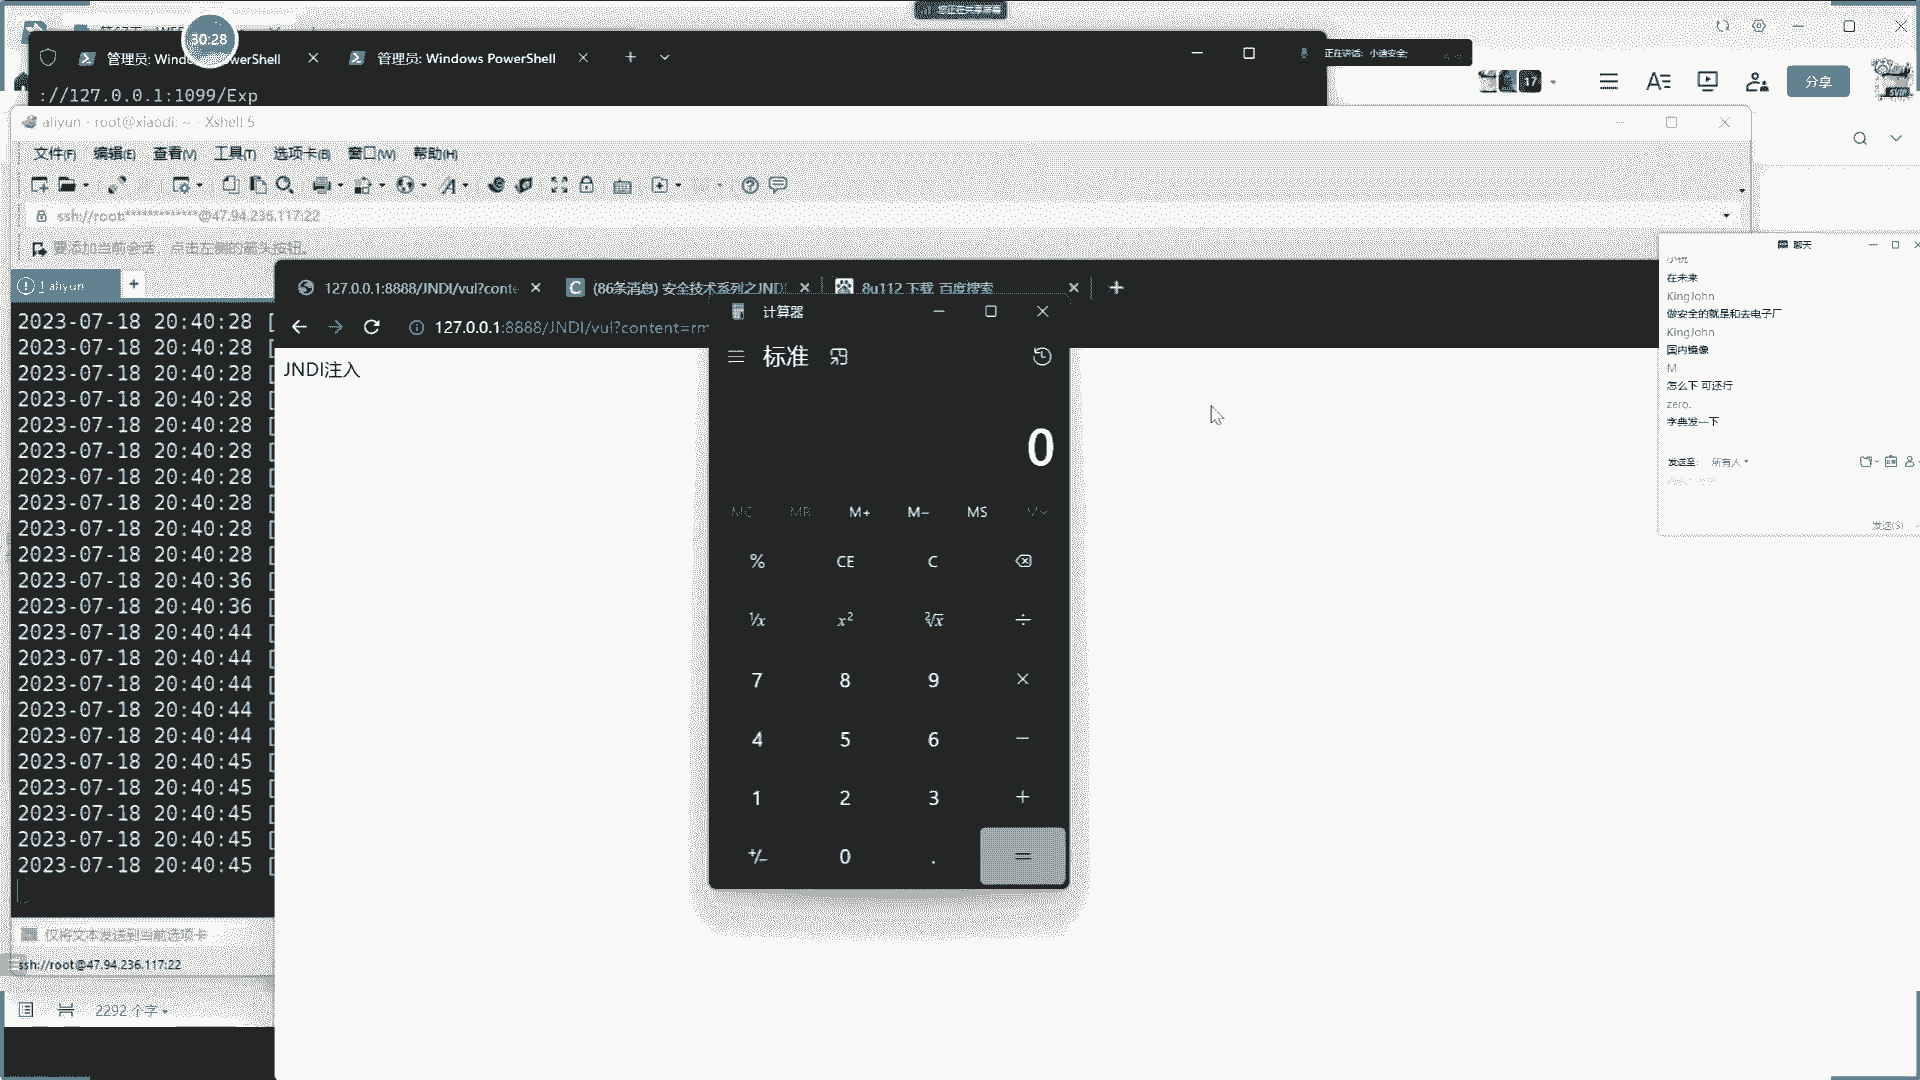 您正在共享屏幕
30:28
管理员: Windows PowerShell
管理员: Windows PowerShell
正在讲话: 小迪安全;
://127.0.0.1:1099/Exp
17
分享
aliyun - root@xiaodi: ~ - Xshell 5
文件(F) 编辑(E) 查看(V) 工具(T) 选项卡(B) 窗口(W) 帮助(H)
ssh://root:*************@47.94.236.117:22
要添加当前会话，点击左侧的箭头按钮。
1 aliyun
127.0.0.1:8888/JNDI/vul?conte
(86条消息) 安全技术系列之JNDI
8u112 下载_百度搜索
127.0.0.1:8888/JNDI/vul?content=rm
JNDI注入
计算器
标准
0
MC MR M+ M− MS M
% CE C
¹/x x² ²√x ÷
7 8 9 ×
4 5 6 −
1 2 3 +
+/− 0 . =
2023-07-18 20:40:28 [
2023-07-18 20:40:28 [
2023-07-18 20:40:28 [
2023-07-18 20:40:28 [
2023-07-18 20:40:28 [
2023-07-18 20:40:28 [
2023-07-18 20:40:28 [
2023-07-18 20:40:28 [
2023-07-18 20:40:28 [
2023-07-18 20:40:28 [
2023-07-18 20:40:36 [
2023-07-18 20:40:36 [
2023-07-18 20:40:44 [
2023-07-18 20:40:44 [
2023-07-18 20:40:44 [
2023-07-18 20:40:44 [
2023-07-18 20:40:44 [
2023-07-18 20:40:45 [
2023-07-18 20:40:45 [
2023-07-18 20:40:45 [
2023-07-18 20:40:45 [
2023-07-18 20:40:45 [
仅将文本发送到当前选项卡
ssh://root@47.94.236.117:22
2292 个字
聊天
在未来
KingJohn
做安全的就是和去电子厂
KingJohn
国内镜像
M
怎么下 可还行
zero.
字典发一下
发送至: 所有人
发送(S)